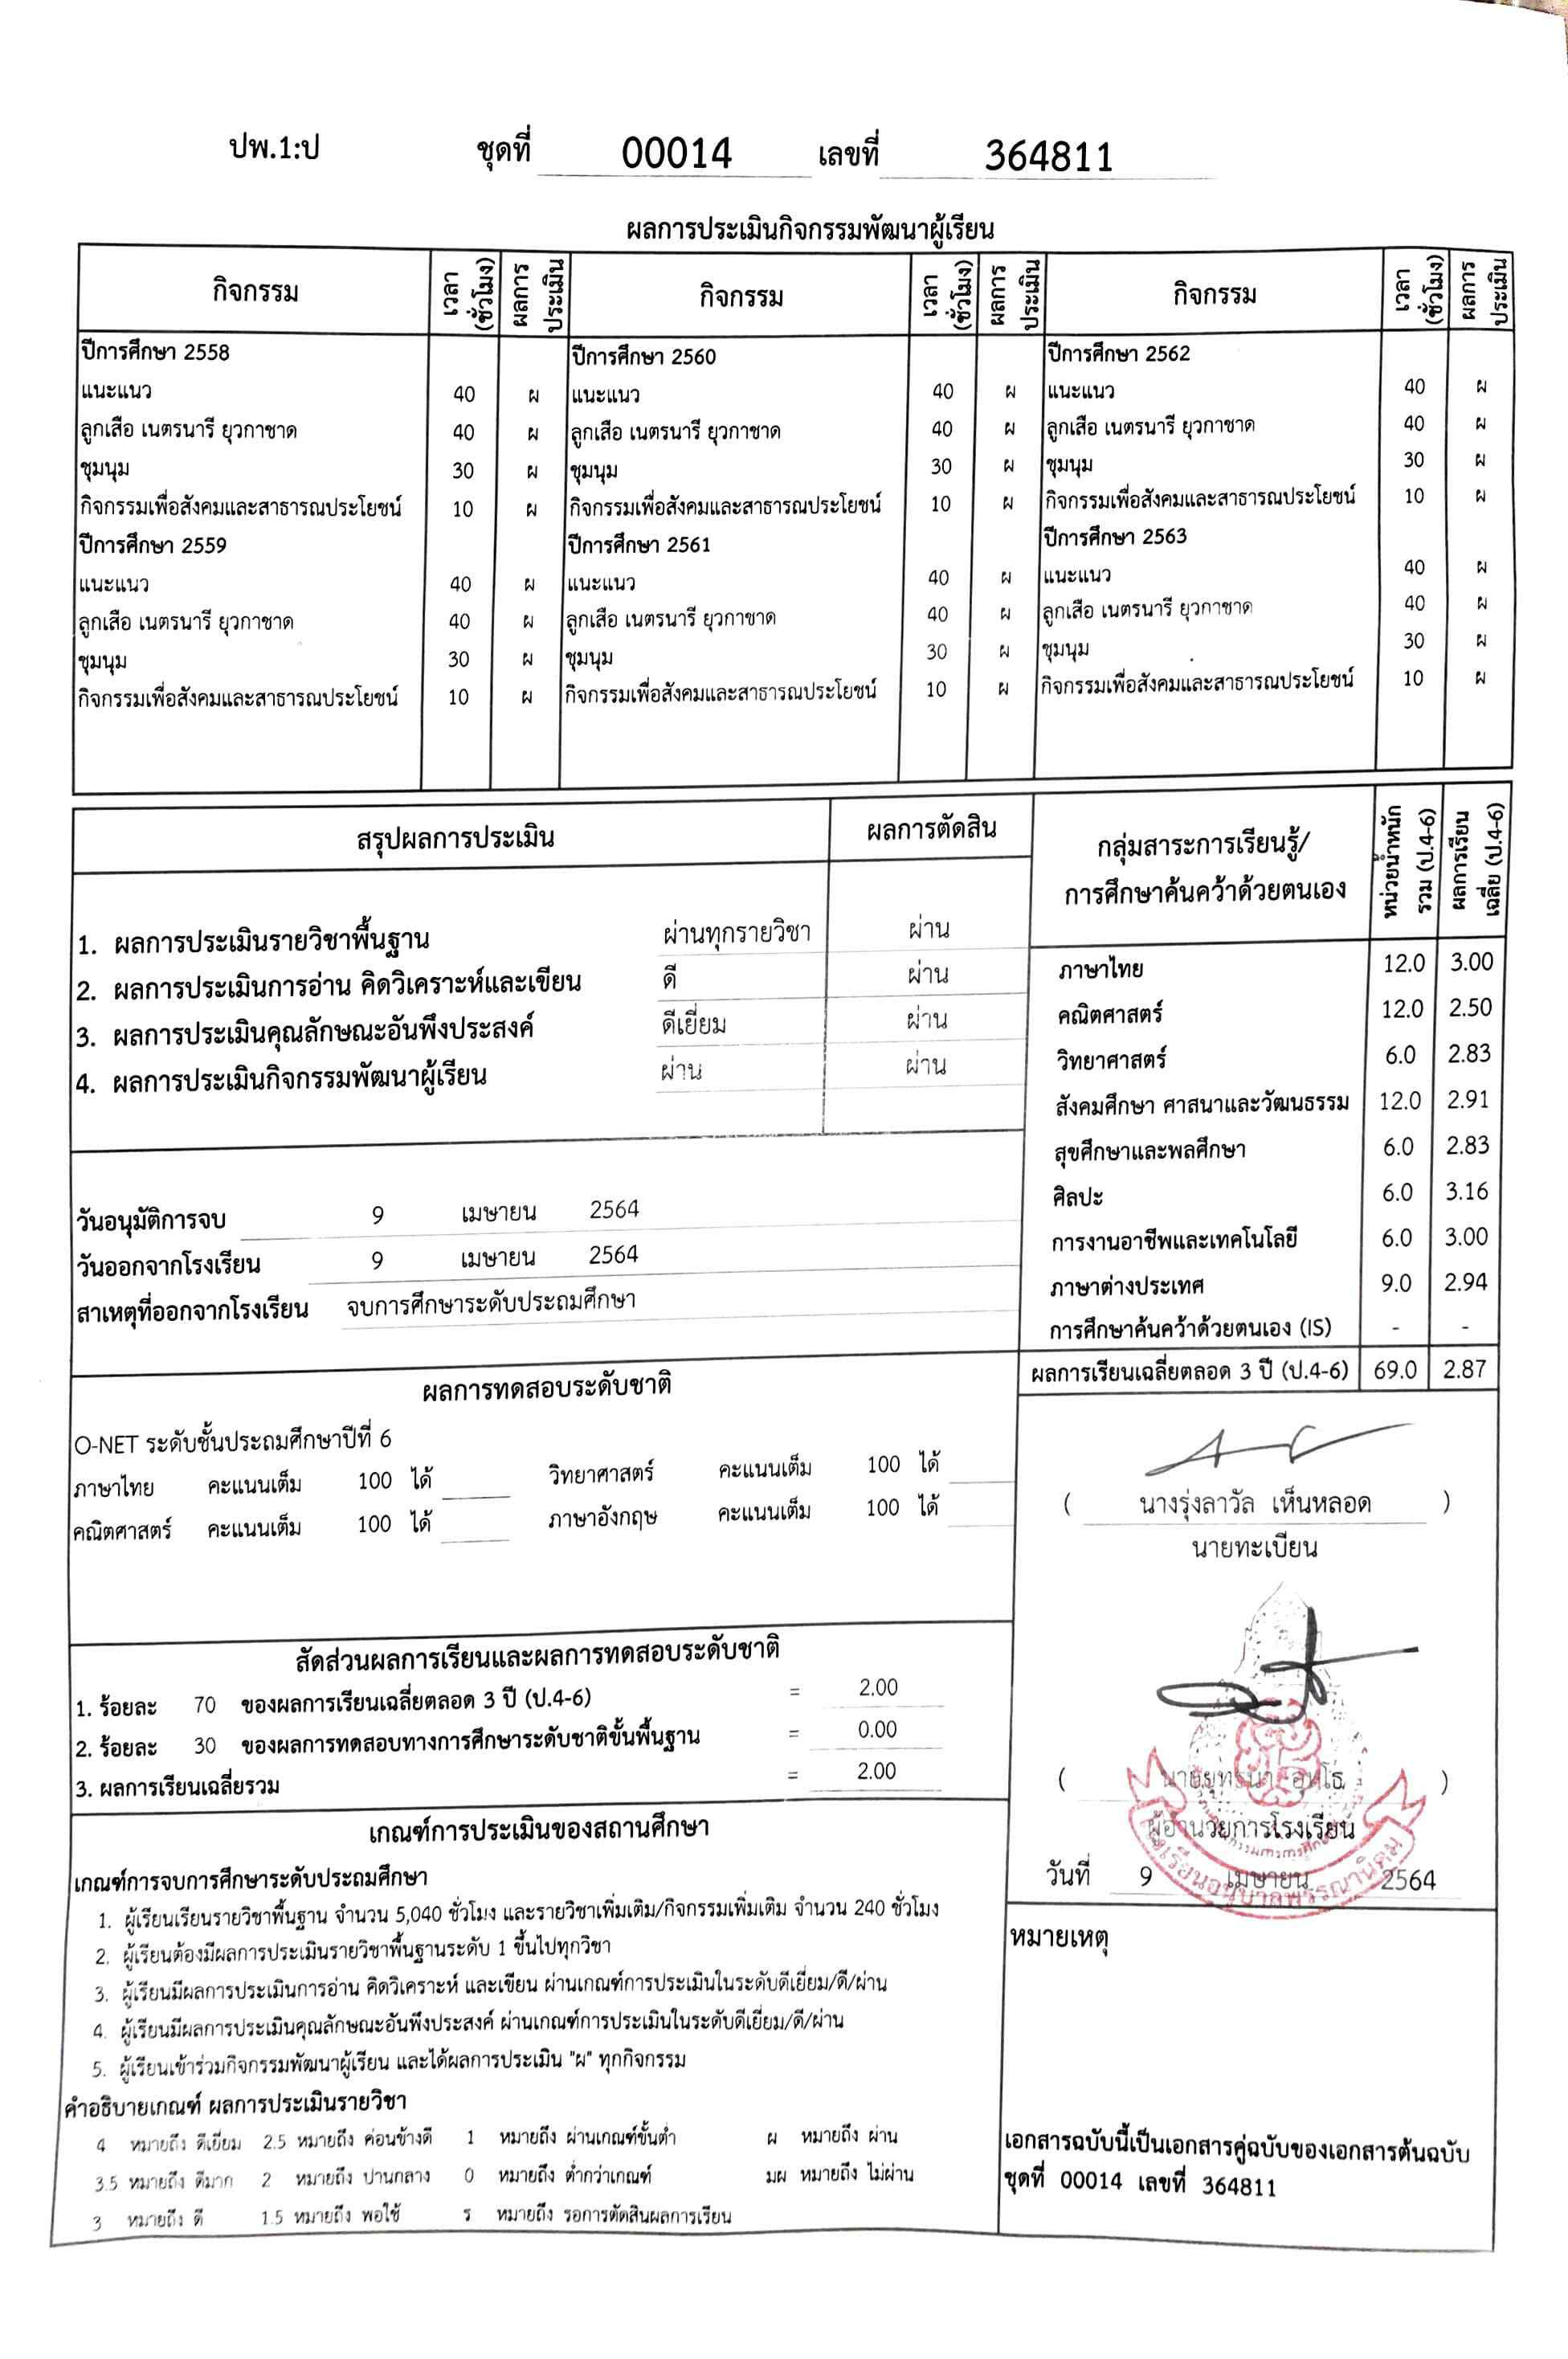 ปพ.1:ป ชุดที่ 00014 เลขที่ 364811
ผลการประเมินกิจกรรมพัฒนาผู้เรียน
กิจกรรม เวลา (ชั่วโมง) ผลการประเมิน กิจกรรม เวลา (ชั่วโมง) ผลการประเมิน กิจกรรม เวลา (ชั่วโมง) ผลการประเมิน
ปีการศึกษา 2558 ปีการศึกษา 2560 ปีการศึกษา 2562
แนะแนว 40 ผ แนะแนว 40 ผ แนะแนว 40 ผ
ลูกเสือ เนตรนารี ยุวกาชาด 40 ผ ลูกเสือ เนตรนารี ยุวกาชาด 40 ผ ลูกเสือ เนตรนารี ยุวกาชาด 40 ผ
ชุมนุม 30 ผ ชุมนุม 30 ผ ชุมนุม 30 ผ
กิจกรรมเพื่อสังคมและสาธารณประโยชน์ 10 ผ กิจกรรมเพื่อสังคมและสาธารณประโยชน์ 10 ผ กิจกรรมเพื่อสังคมและสาธารณประโยชน์ 10 ผ
ปีการศึกษา 2559 ปีการศึกษา 2561 ปีการศึกษา 2563
แนะแนว 40 ผ แนะแนว 40 ผ แนะแนว 40 ผ
ลูกเสือ เนตรนารี ยุวกาชาด 40 ผ ลูกเสือ เนตรนารี ยุวกาชาด 40 ผ ลูกเสือ เนตรนารี ยุวกาชาด 40 ผ
ชุมนุม 30 ผ ชุมนุม 30 ผ ชุมนุม 30 ผ
กิจกรรมเพื่อสังคมและสาธารณประโยชน์ 10 ผ กิจกรรมเพื่อสังคมและสาธารณประโยชน์ 10 ผ กิจกรรมเพื่อสังคมและสาธารณประโยชน์ 10 ผ
สรุปผลการประเมิน ผลการตัดสิน
1. ผลการประเมินรายวิชาพื้นฐาน ผ่านทุกรายวิชา ผ่าน
2. ผลการประเมินการอ่าน คิดวิเคราะห์และเขียน ดี ผ่าน
3. ผลการประเมินคุณลักษณะอันพึงประสงค์ ดีเยี่ยม ผ่าน
4. ผลการประเมินกิจกรรมพัฒนาผู้เรียน ผ่าน ผ่าน
วันอนุมัติการจบ 9 เมษายน 2564
วันออกจากโรงเรียน 9 เมษายน 2564
สาเหตุที่ออกจากโรงเรียน จบการศึกษาระดับประถมศึกษา
กลุ่มสาระการเรียนรู้/
การศึกษาค้นคว้าด้วยตนเอง หน่วยน้ำหนักรวม (ป.4-6) ผลการเรียนเฉลี่ย (ป.4-6)
ภาษาไทย 12.0 3.00
คณิตศาสตร์ 12.0 2.50
วิทยาศาสตร์ 6.0 2.83
สังคมศึกษา ศาสนาและวัฒนธรรม 12.0 2.91
สุขศึกษาและพลศึกษา 6.0 2.83
ศิลปะ 6.0 3.16
การงานอาชีพและเทคโนโลยี 6.0 3.00
ภาษาต่างประเทศ 9.0 2.94
การศึกษาค้นคว้าด้วยตนเอง (IS) - -
ผลการเรียนเฉลี่ยตลอด 3 ปี (ป.4-6) 69.0 2.87
ผลการทดสอบระดับชาติ
O-NET ระดับชั้นประถมศึกษาปีที่ 6
ภาษาไทย คะแนนเต็ม 100 ได้ วิทยาศาสตร์ คะแนนเต็ม 100 ได้
คณิตศาสตร์ คะแนนเต็ม 100 ได้ ภาษาอังกฤษ คะแนนเต็ม 100 ได้
สัดส่วนผลการเรียนและผลการทดสอบระดับชาติ
1. ร้อยละ 70 ของผลการเรียนเฉลี่ยตลอด 3 ปี (ป.4-6) = 2.00
2. ร้อยละ 30 ของผลการทดสอบทางการศึกษาระดับชาติขั้นพื้นฐาน = 0.00
3. ผลการเรียนเฉลี่ยรวม = 2.00
( นางรุ่งลาวัล เห็นหลอด )
นายทะเบียน
ผู้อำนวยการโรงเรียน
วันที่ 9 เมษายน 2564
โรงเรียนอนุบาลพรรณานิคม
เกณฑ์การประเมินของสถานศึกษา
เกณฑ์การจบการศึกษาระดับประถมศึกษา
1. ผู้เรียนเรียนรายวิชาพื้นฐาน จำนวน 5,040 ชั่วโมง และรายวิชาเพิ่มเติม/กิจกรรมเพิ่มเติม จำนวน 240 ชั่วโมง
2. ผู้เรียนต้องมีผลการประเมินรายวิชาพื้นฐานระดับ 1 ขึ้นไปทุกวิชา
3. ผู้เรียนมีผลการประเมินการอ่าน คิดวิเคราะห์ และเขียน ผ่านเกณฑ์การประเมินในระดับดีเยี่ยม/ดี/ผ่าน
4. ผู้เรียนมีผลการประเมินคุณลักษณะอันพึงประสงค์ ผ่านเกณฑ์การประเมินในระดับดีเยี่ยม/ดี/ผ่าน
5. ผู้เรียนเข้าร่วมกิจกรรมพัฒนาผู้เรียน และได้ผลการประเมิน "ผ" ทุกกิจกรรม
คำอธิบายเกณฑ์ ผลการประเมินรายวิชา
4 หมายถึง ดีเยี่ยม 2.5 หมายถึง ค่อนข้างดี 1 หมายถึง ผ่านเกณฑ์ขั้นต่ำ ผ หมายถึง ผ่าน
3.5 หมายถึง ดีมาก 2 หมายถึง ปานกลาง 0 หมายถึง ต่ำกว่าเกณฑ์ มผ หมายถึง ไม่ผ่าน
3 หมายถึง ดี 1.5 หมายถึง พอใช้ ร หมายถึง รอการตัดสินผลการเรียน
หมายเหตุ
เอกสารฉบับนี้เป็นเอกสารคู่ฉบับของเอกสารต้นฉบับ
ชุดที่ 00014 เลขที่ 364811